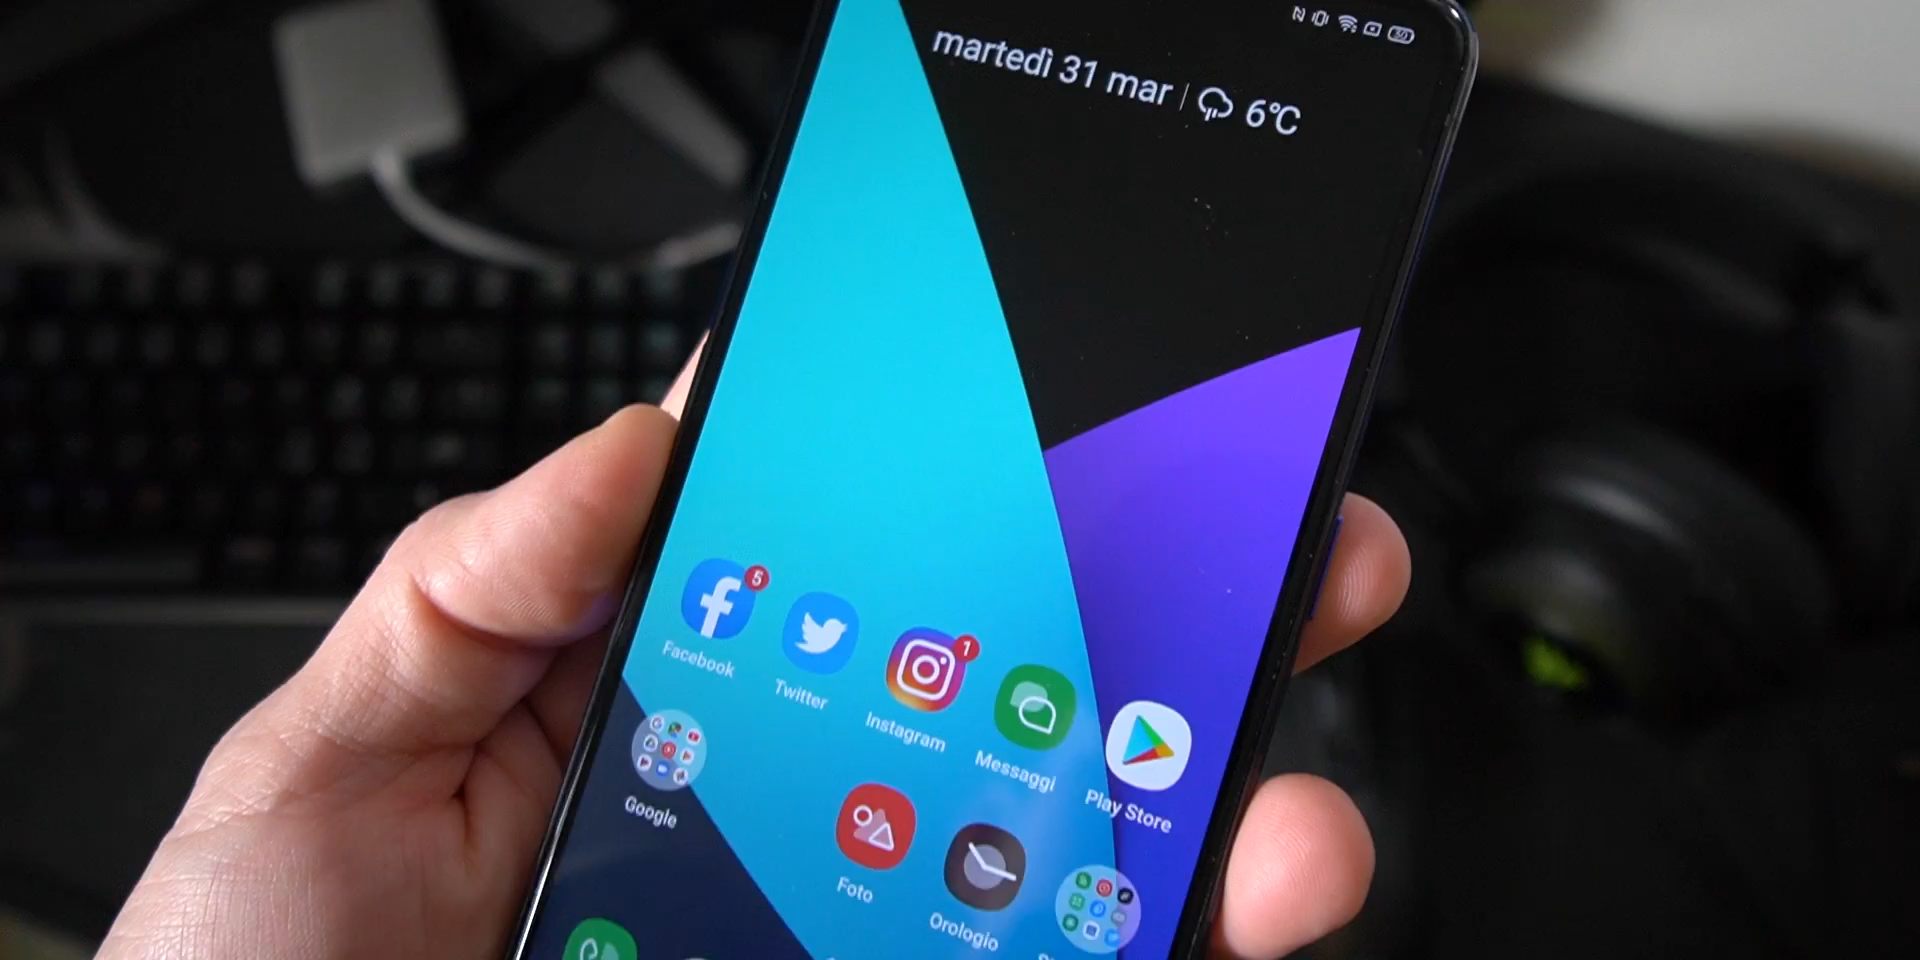 martedì 31 mar | 6°C
5
Facebook
Twitter
1
Instagram
Messaggi
Play Store
Google
Foto
Orologio